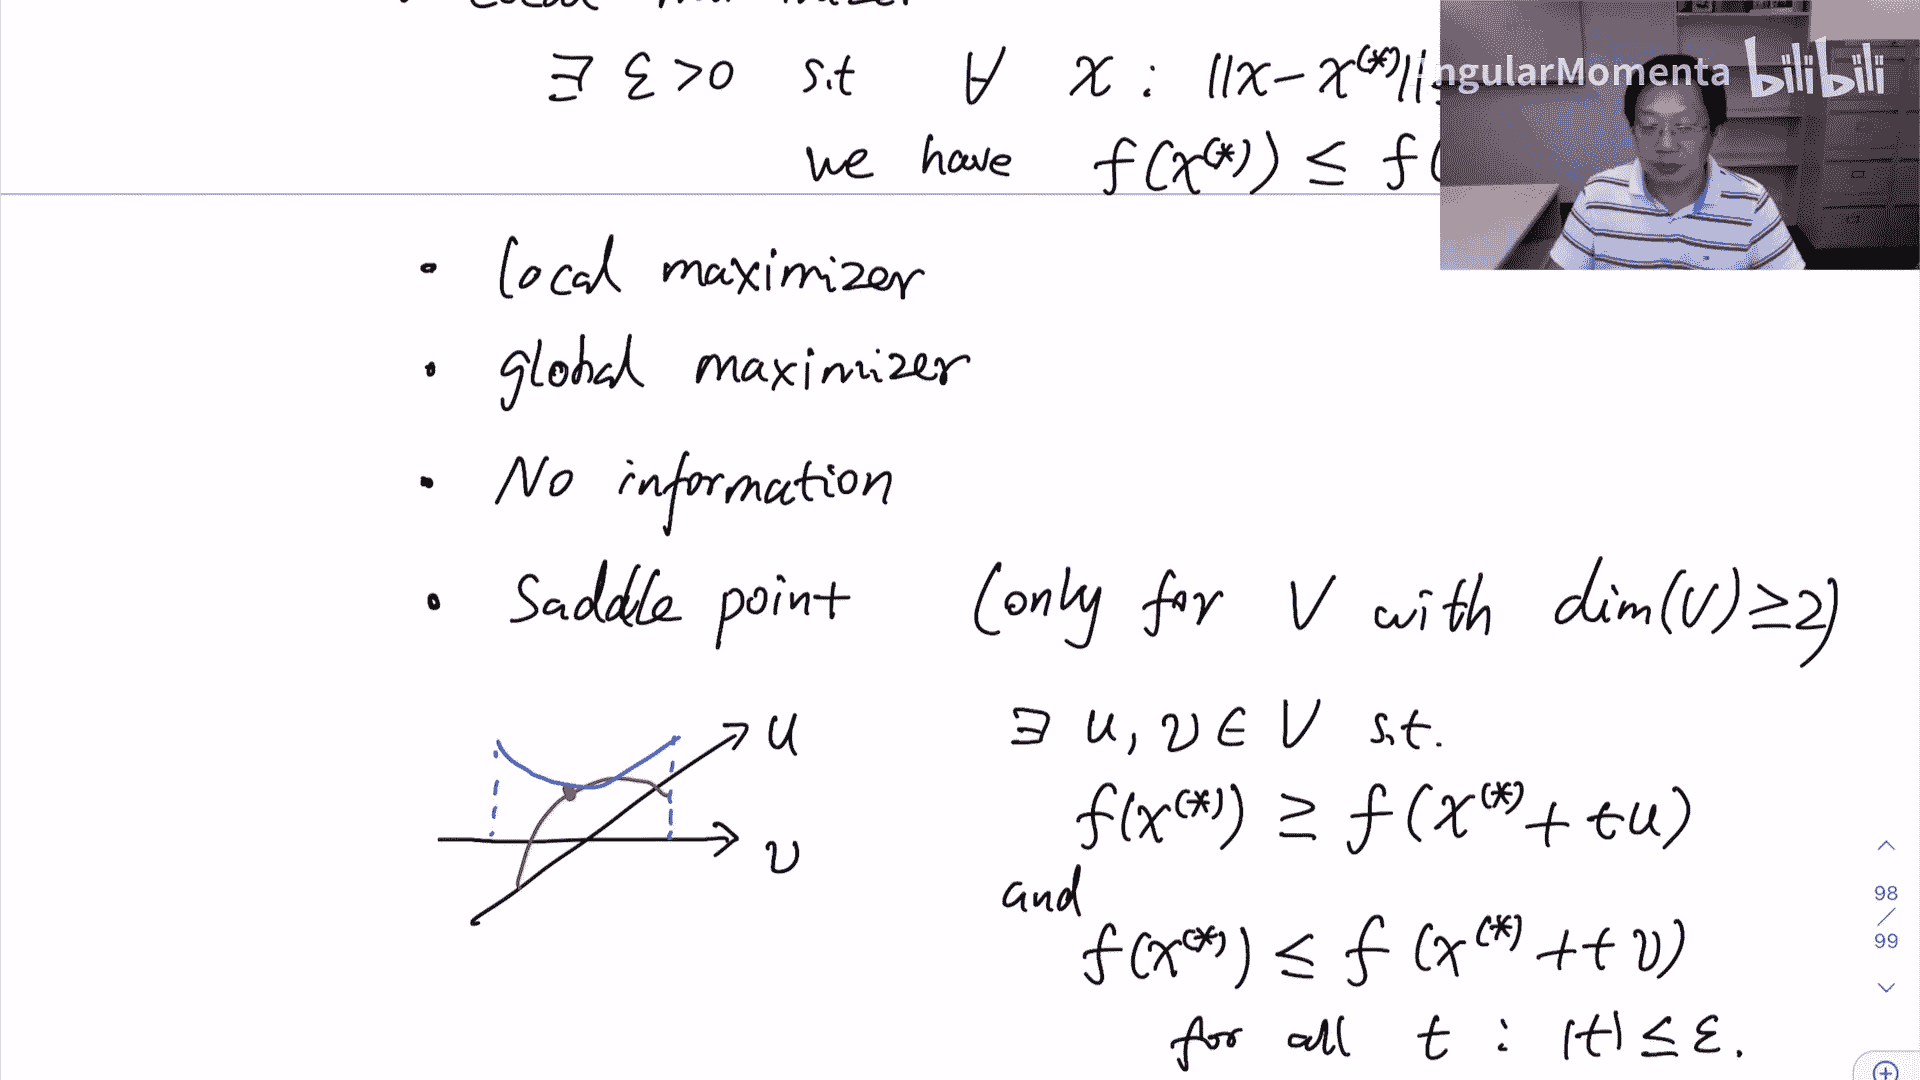 ∃ ε>0 s.t ∀ x : ||x-x^(*)||
we have f(x^(*)) ≤ f(
ngularMomenta bilibili
• local maximizer
• global maximizer
• No information
• Saddle point (only for V with dim(V)≥2)
u
∃ u, v ∈ V s.t.
f(x^(*)) ≥ f(x^(*) + tu)
v
and
f(x^(*)) ≤ f(x^(*) + tv)
for all t : |t| ≤ ε.
98
/
99